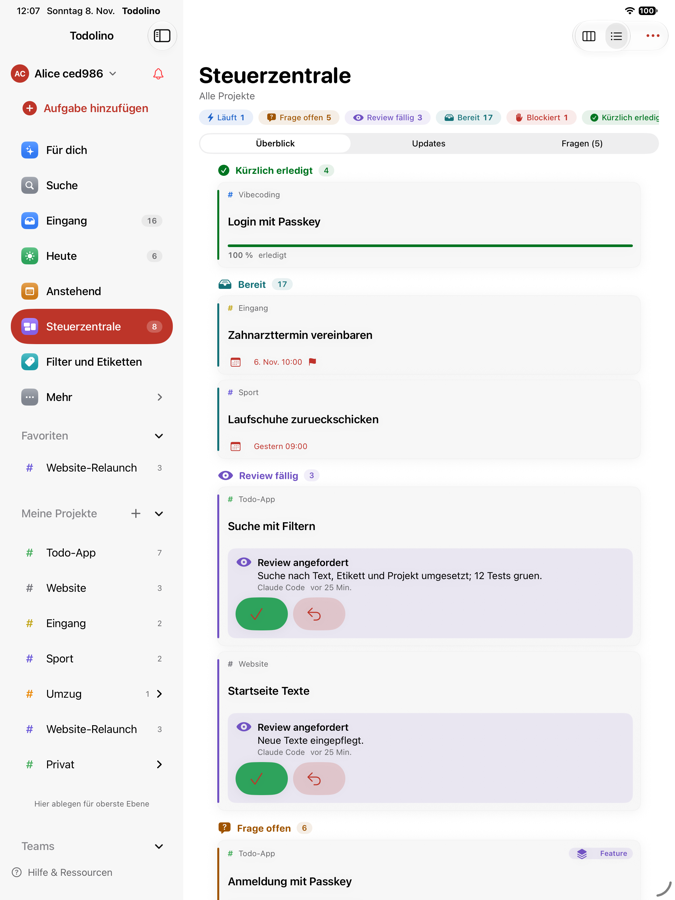 12:07 Sonntag 8. Nov. Todolino
100
Todolino
AC Alice ced986
Aufgabe hinzufügen
Für dich
Suche
Eingang 16
Heute 6
Anstehend
Steuerzentrale 8
Filter und Etiketten
Mehr
Favoriten
# Website-Relaunch 3
Meine Projekte
# Todo-App 7
# Website 3
# Eingang 2
# Sport 2
# Umzug 1
# Website-Relaunch 3
# Privat
Hier ablegen für oberste Ebene
Teams
Hilfe & Ressourcen
Steuerzentrale
Alle Projekte
Läuft 1
Frage offen 5
Review fällig 3
Bereit 17
Blockiert 1
Kürzlich erledig
Überblick
Updates
Fragen (5)
Kürzlich erledigt 4
# Vibecoding
Login mit Passkey
100 % erledigt
Bereit 17
# Eingang
Zahnarzttermin vereinbaren
6. Nov. 10:00
# Sport
Laufschuhe zurueckschicken
Gestern 09:00
Review fällig 3
# Todo-App
Suche mit Filtern
Review angefordert
Suche nach Text, Etikett und Projekt umgesetzt; 12 Tests gruen.
Claude Code vor 25 Min.
# Website
Startseite Texte
Review angefordert
Neue Texte eingepflegt.
Claude Code vor 25 Min.
Frage offen 6
# Todo-App
Feature
Anmeldung mit Passkey